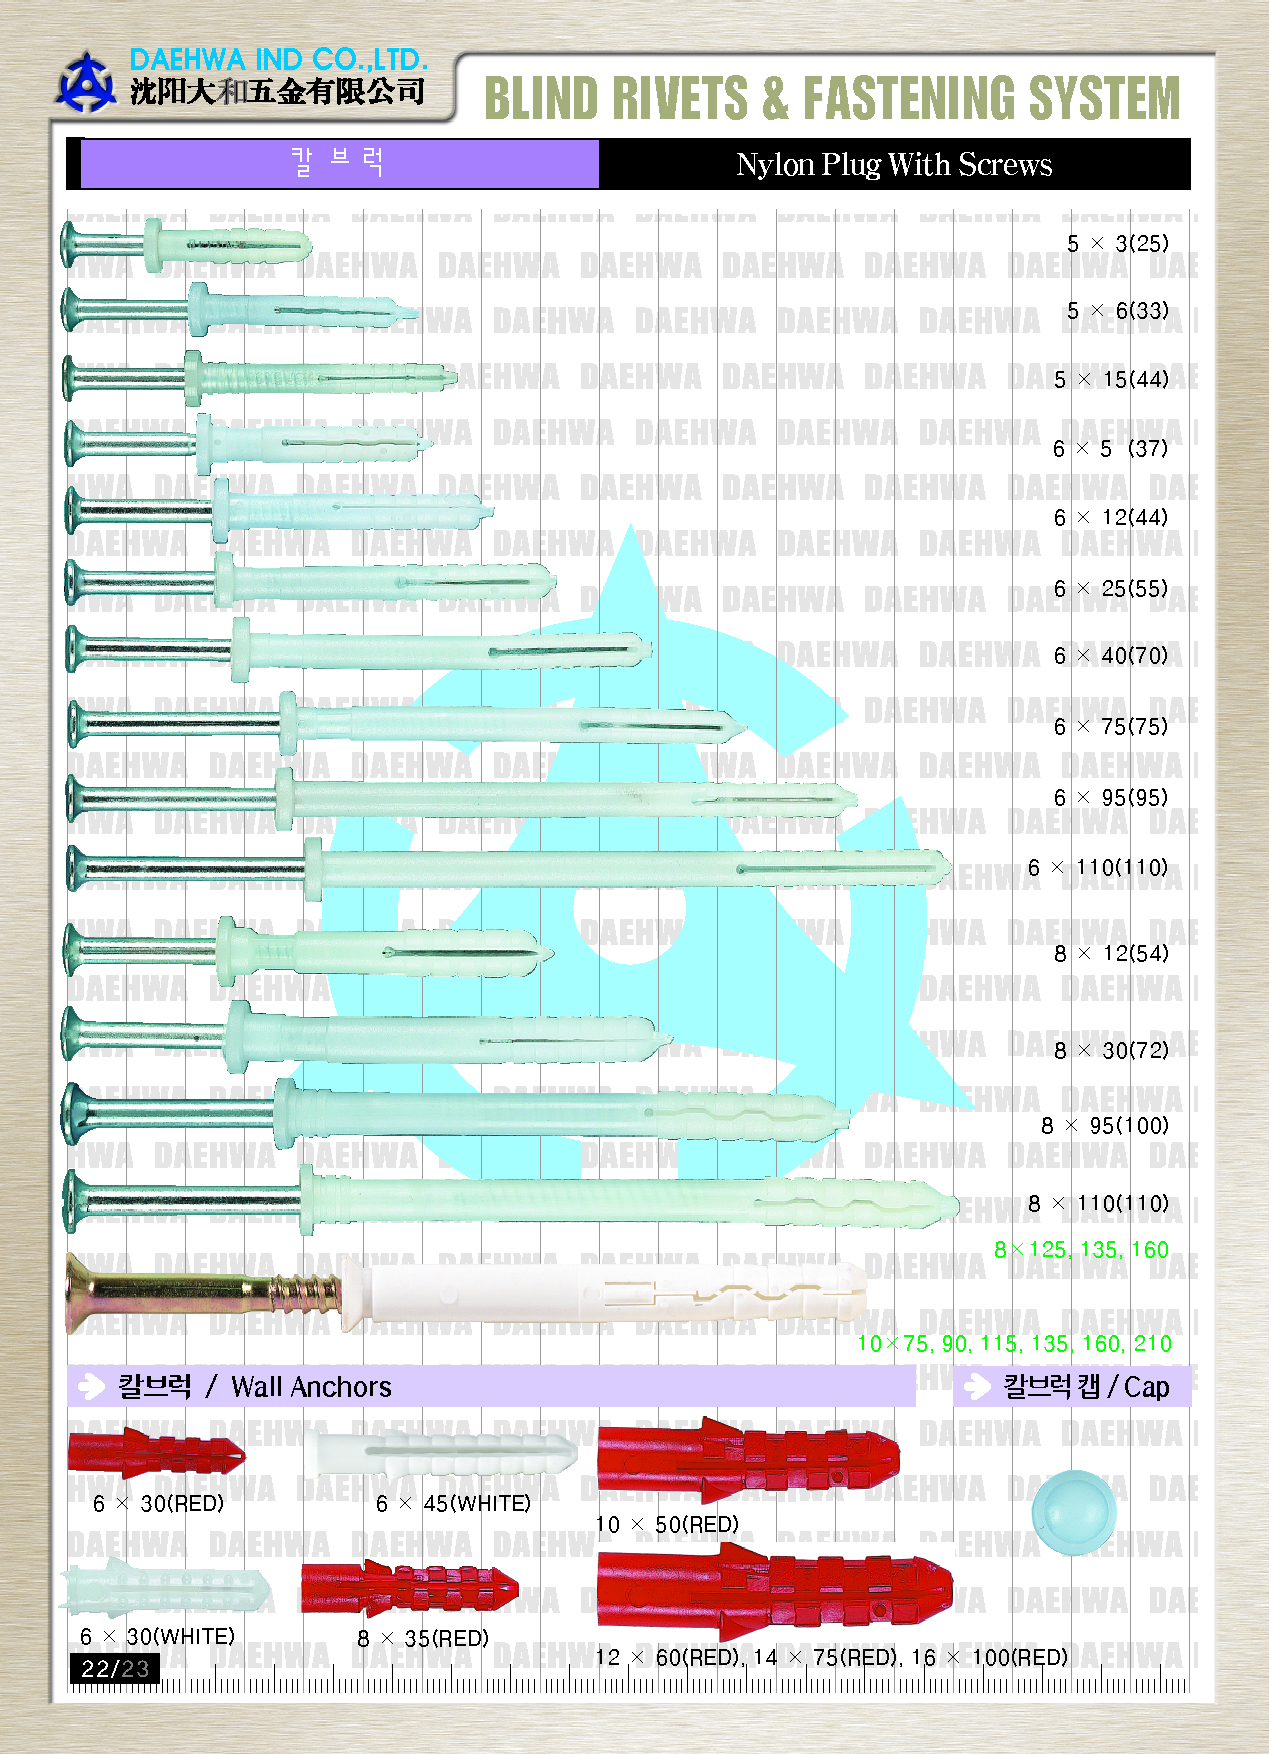 DAEHWA IND CO.,LTD.
沈阳大和五金有限公司
BLIND RIVETS & FASTENING SYSTEM
칼 브 럭
Nylon Plug With Screws
5 × 3(25)
5 × 6(33)
5 × 15(44)
6 × 5 (37)
6 × 12(44)
6 × 25(55)
6 × 40(70)
6 × 75(75)
6 × 95(95)
6 × 110(110)
8 × 12(54)
8 × 30(72)
8 × 95(100)
8 × 110(110)
8×125, 135, 160
10×75, 90, 115, 135, 160, 210
칼브럭 / Wall Anchors
칼브럭 캡 / Cap
6 × 30(RED)
6 × 45(WHITE)
10 × 50(RED)
6 × 30(WHITE)
8 × 35(RED)
12 × 60(RED), 14 × 75(RED), 16 × 100(RED)
22/23